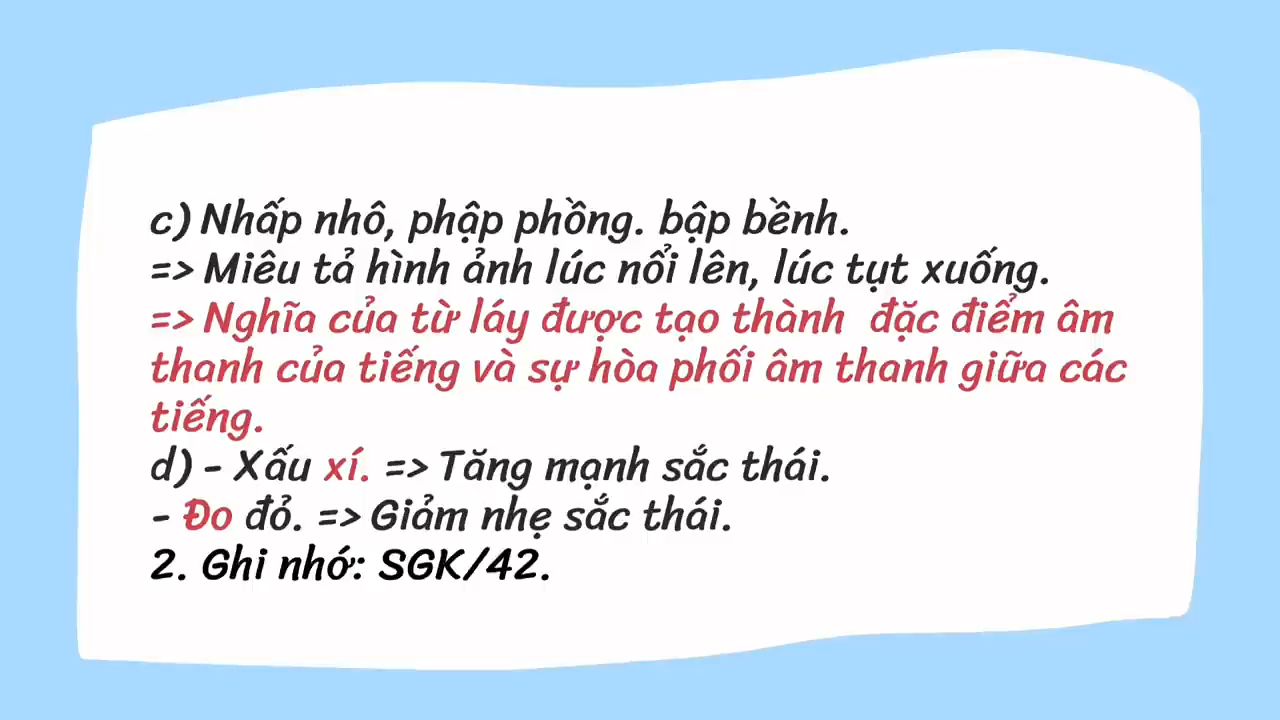 c) Nhấp nhô, phập phồng. bập bềnh.
=> Miêu tả hình ảnh lúc nổi lên, lúc tụt xuống.
=> Nghĩa của từ láy được tạo thành đặc điểm âm
thanh của tiếng và sự hòa phối âm thanh giữa các
tiếng.
d) - Xấu xí. => Tăng mạnh sắc thái.
- Đo đỏ. => Giảm nhẹ sắc thái.
2. Ghi nhớ: SGK/42.